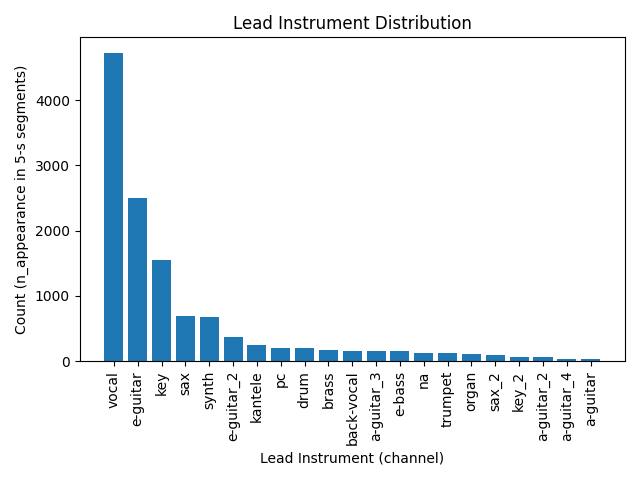 Lead Instrument Distribution
Count (n_appearance in 5-s segments)
4000
3000
2000
1000
0
vocal
e-guitar
key
sax
synth
e-guitar_2
kantele
pc
drum
brass
back-vocal
a-guitar_3
e-bass
na
trumpet
organ
sax_2
key_2
a-guitar_2
a-guitar_4
a-guitar
Lead Instrument (channel)